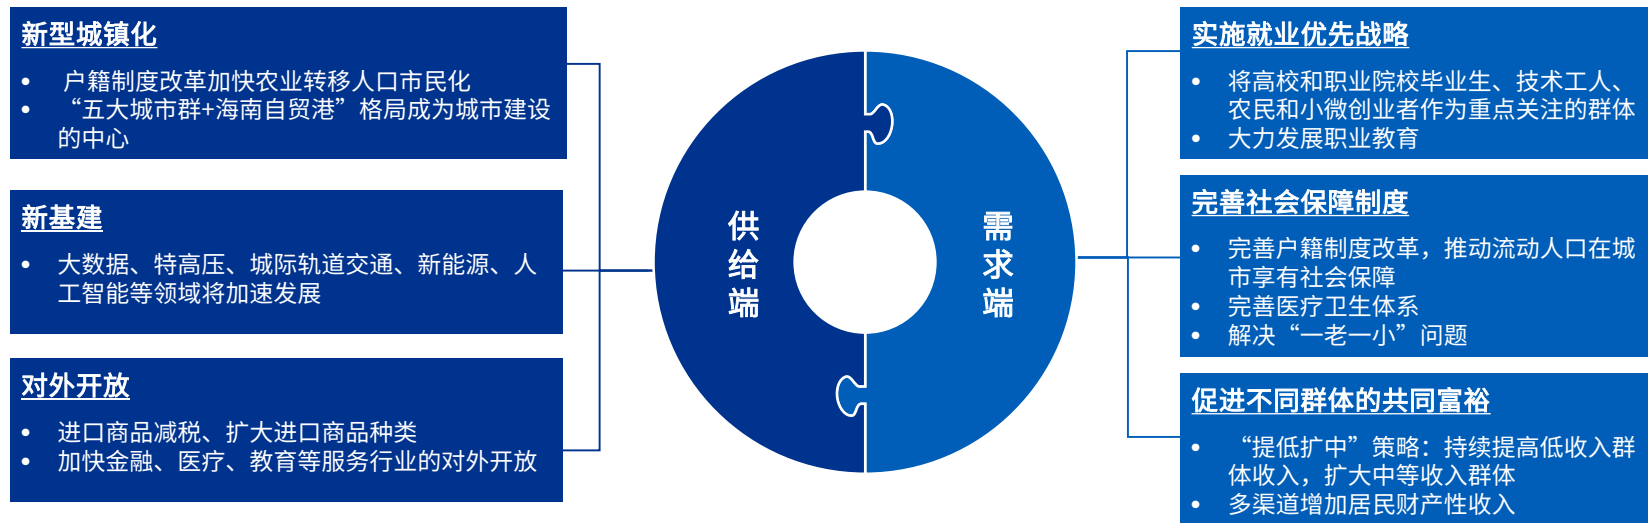 新型城镇化
• 户籍制度改革加快农业转移人口市民化
• “五大城市群+海南自贸港”格局成为城市建设
的中心
新基建
• 大数据、特高压、城际轨道交通、新能源、人
工智能等领域将加速发展
对外开放
• 进口商品减税、扩大进口商品种类
• 加快金融、医疗、教育等服务行业的对外开放
供
给
端
需
求
端
实施就业优先战略
• 将高校和职业院校毕业生、技术工人、
农民和小微创业者作为重点关注的群体
• 大力发展职业教育
完善社会保障制度
• 完善户籍制度改革，推动流动人口在城
市享有社会保障
• 完善医疗卫生体系
• 解决“一老一小”问题
促进不同群体的共同富裕
• “提低扩中”策略：持续提高低收入群
体收入，扩大中等收入群体
• 多渠道增加居民财产性收入